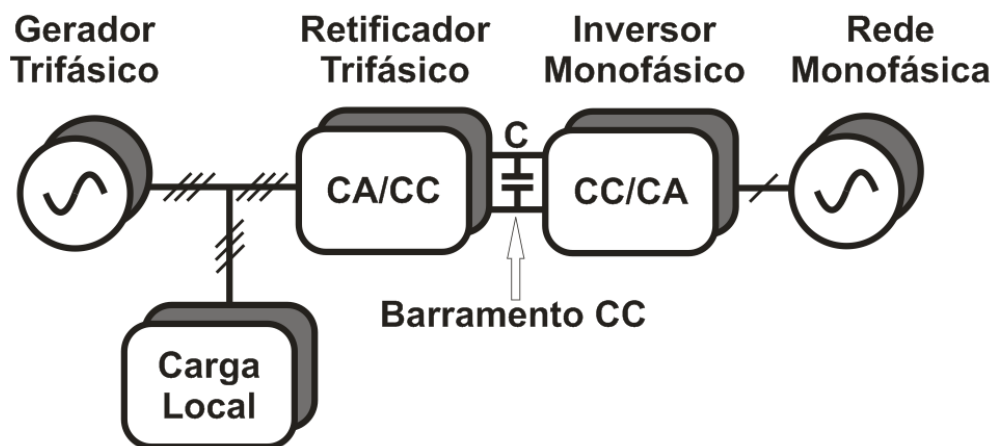 Gerador
Trifásico
Retificador
Trifásico
Inversor
Monofásico
Rede
Monofásica
C
CA/CC
CC/CA
Barramento CC
Carga
Local